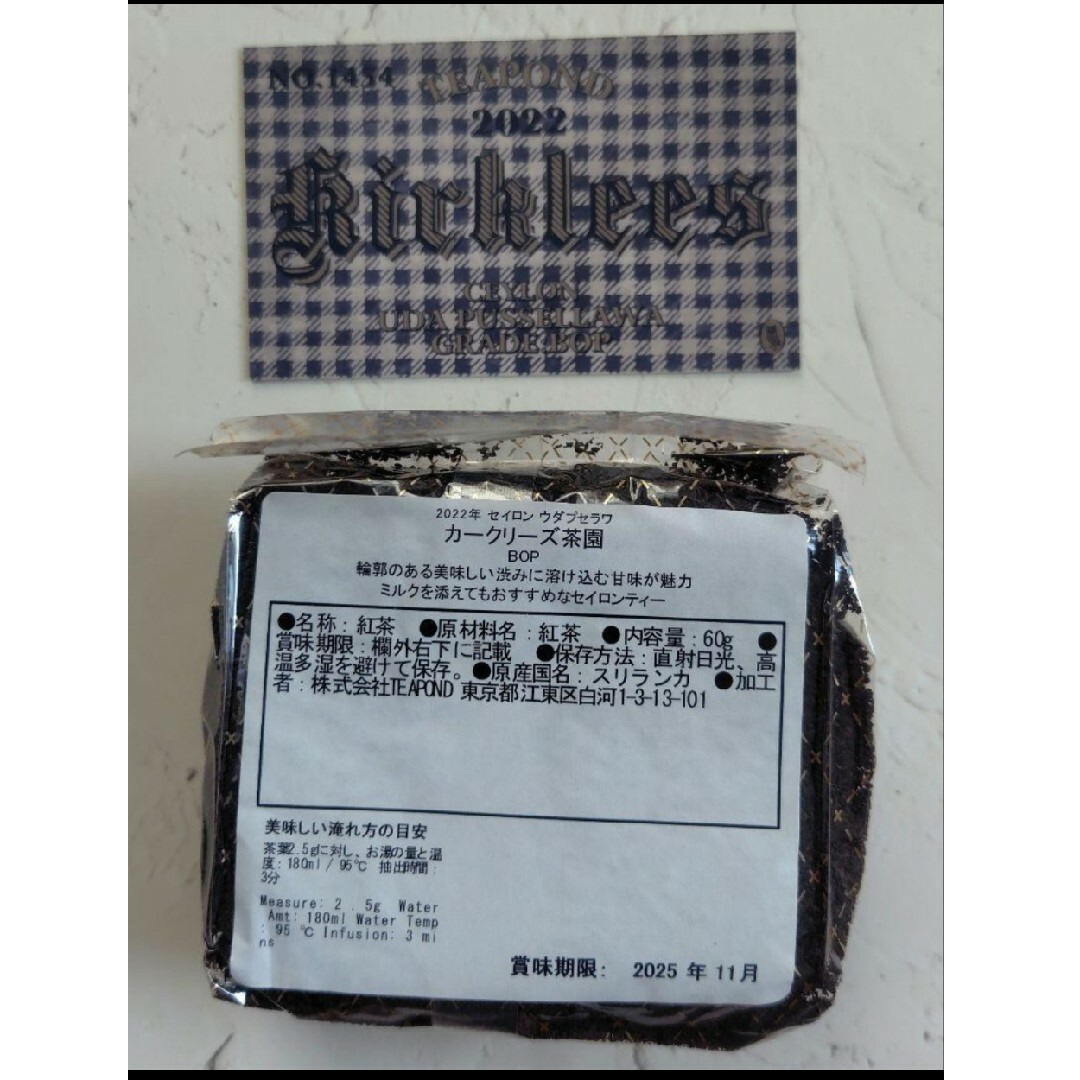 NO.1434
TEAPOND
2022
Kirklees
CEYLON
UDA PUSSELLAWA
GRADE:BOP
2022年 セイロン ウダプセラワ
カークリーズ茶園
BOP
輪郭のある美味しい渋みに溶け込む甘味が魅力
ミルクを添えてもおすすめなセイロンティー
●名称：紅茶 ●原材料名：紅茶 ●内容量：60g ●
賞味期限：欄外右下に記載 ●保存方法：直射日光、高
温多湿を避けて保存。●原産国名：スリランカ ●加工
者：株式会社TEAPOND 東京都江東区白河1-3-13-101
美味しい淹れ方の目安
茶葉2.5gに対し、お湯の量と温
度：180ml / 95℃ 抽出時間：
3分
Measure: 2 .5g Water
Amt: 180ml Water Temp
: 95 ℃ Infusion: 3 mi
ns
賞味期限： 2025 年 11月